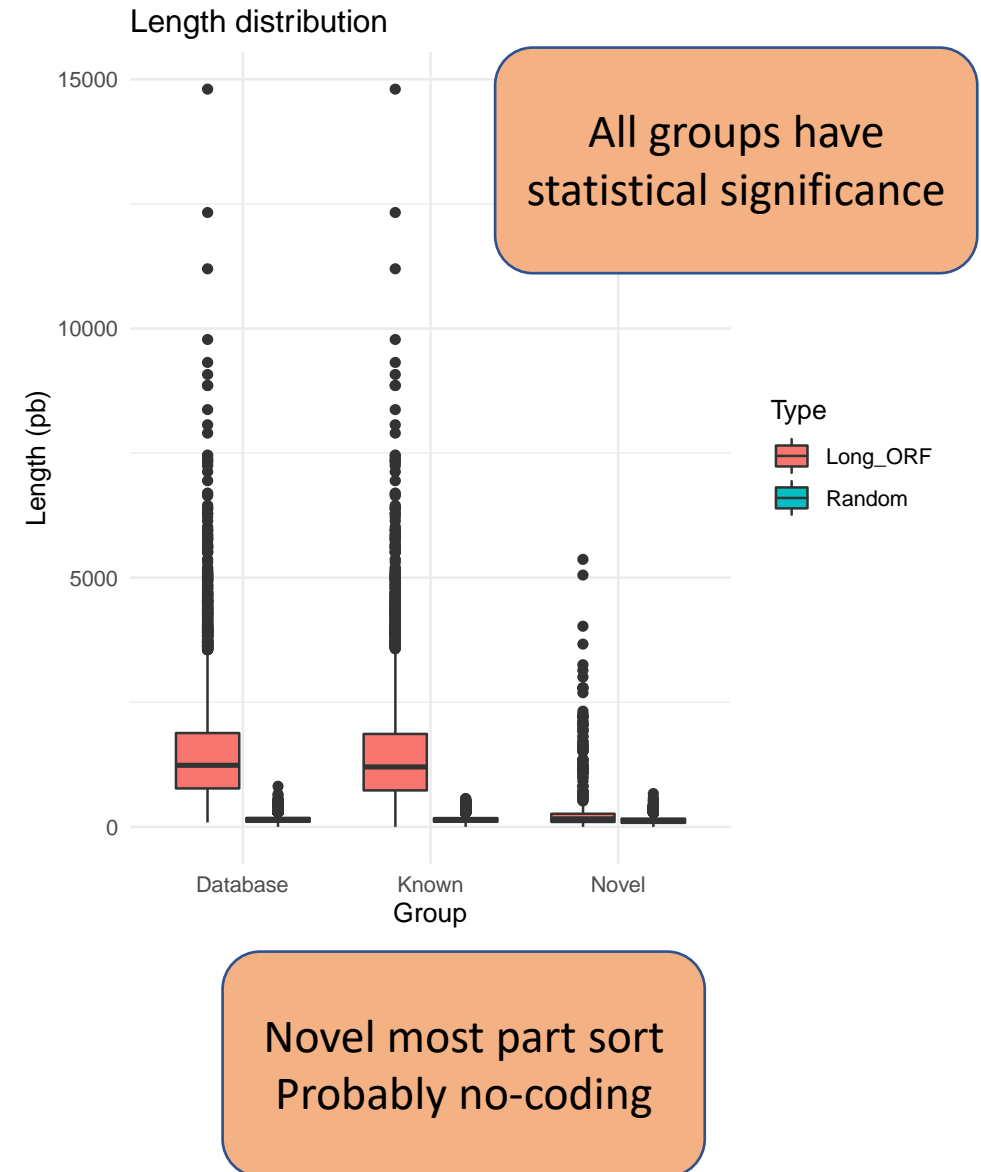 Length distribution
15000
10000
5000
0
Length (pb)
All groups have
statistical significance
Type
Long_ORF
Random
Database
Known
Novel
Group
Novel most part sort
Probably no-coding